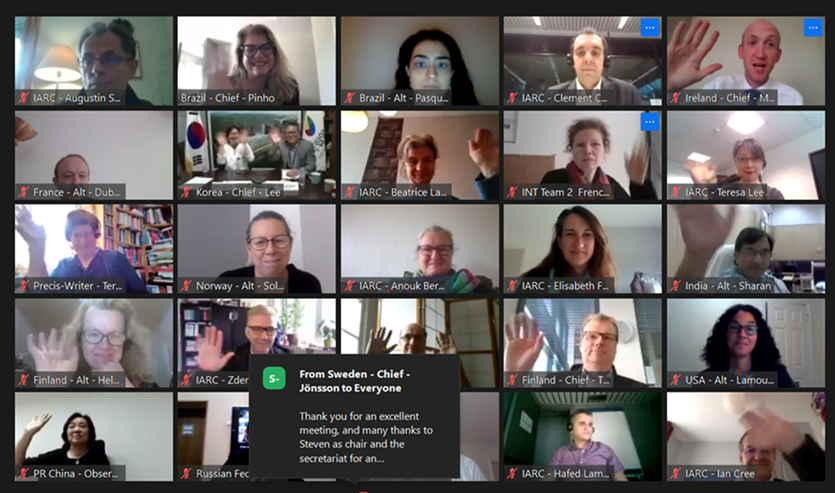 IARC - Augustin S...
Brazil - Chief - Pinho
Brazil - Alt - Pasqu...
IARC - Clement C...
Ireland - Chief - M...
France - Alt - Dub...
Korea - Chief - Lee
IARC - Beatrice La...
INT Team 2 Frenc...
IARC - Teresa Lee
Precis-Writer - Ter...
Norway - Alt - Sol...
IARC - Anouk Ber...
IARC - Elisabeth F...
India - Alt - Sharan
Finland - Alt - Hel...
IARC - Zder
Finland - Chief - T...
USA - Alt - Lamou...
S-
From Sweden - Chief -
Jönsson to Everyone
Thank you for an excellent
meeting, and many thanks to
Steven as chair and the
secretariat for an...
PR China - Obser...
Russian Fec
IARC - Hafed Lam...
IARC - Ian Cree